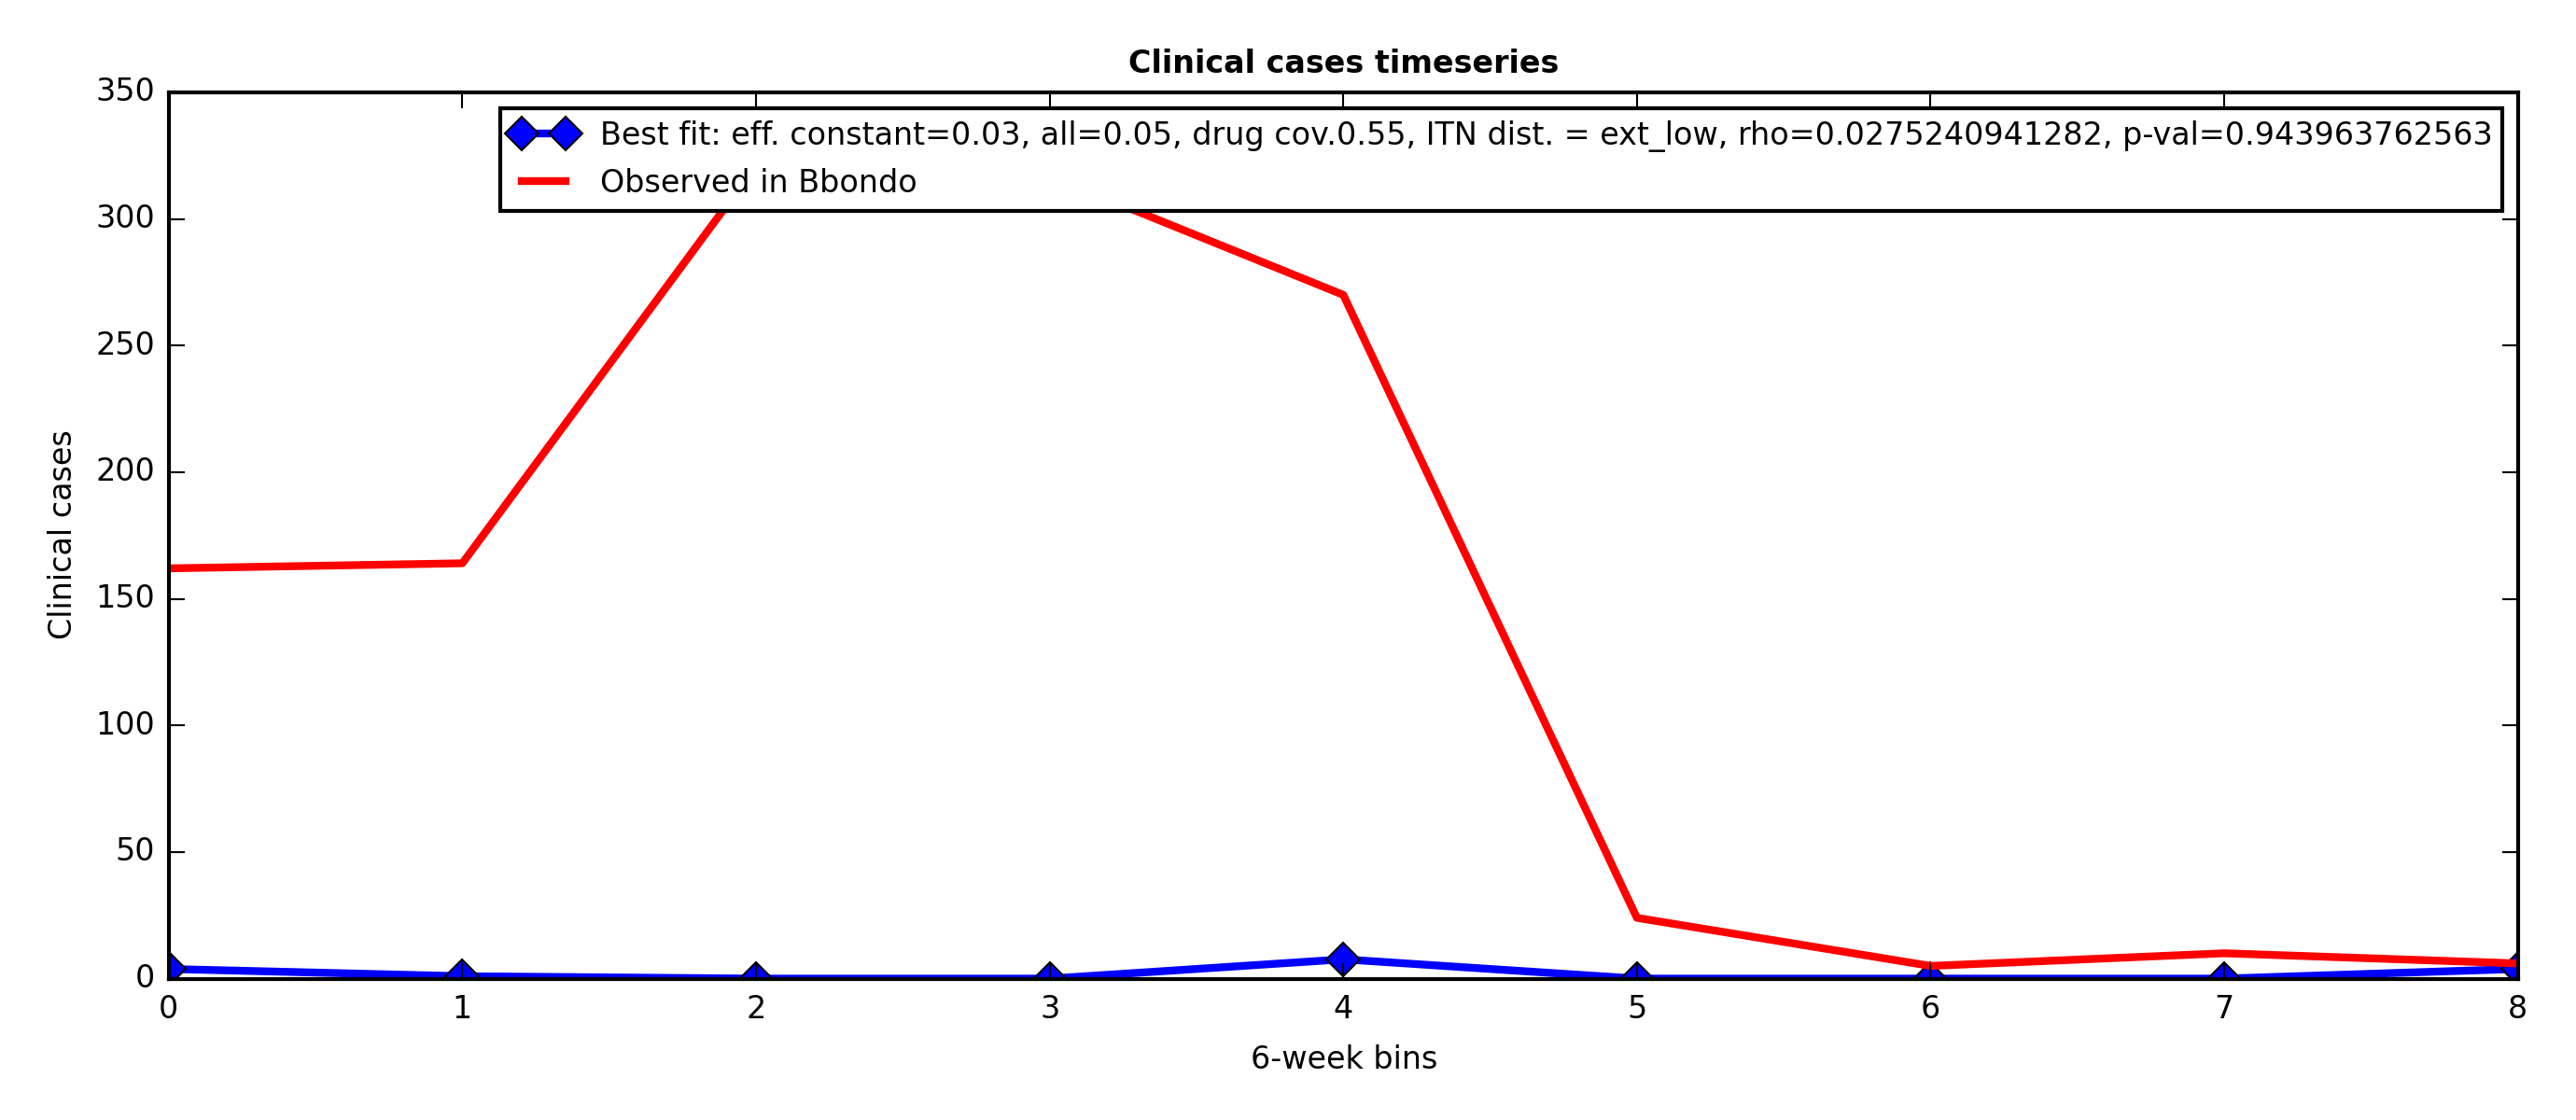 Clinical cases timeseries
Best fit: eff. constant=0.03, all=0.05, drug cov.0.55, ITN dist. = ext_low, rho=0.0275240941282, p-val=0.943963762563
Observed in Bbondo
350
300
250
200
150
100
50
0
Clinical cases
0 1 2 3 4 5 6 7 8
6-week bins